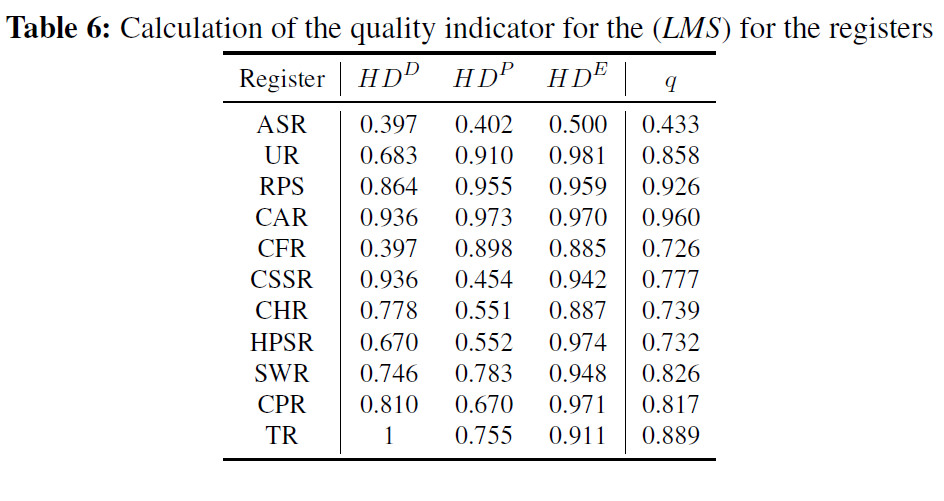 Table 6: Calculation of the quality indicator for the (LMS) for the registers
Register HD^D HD^P HD^E q
ASR 0.397 0.402 0.500 0.433
UR 0.683 0.910 0.981 0.858
RPS 0.864 0.955 0.959 0.926
CAR 0.936 0.973 0.970 0.960
CFR 0.397 0.898 0.885 0.726
CSSR 0.936 0.454 0.942 0.777
CHR 0.778 0.551 0.887 0.739
HPSR 0.670 0.552 0.974 0.732
SWR 0.746 0.783 0.948 0.826
CPR 0.810 0.670 0.971 0.817
TR 1 0.755 0.911 0.889